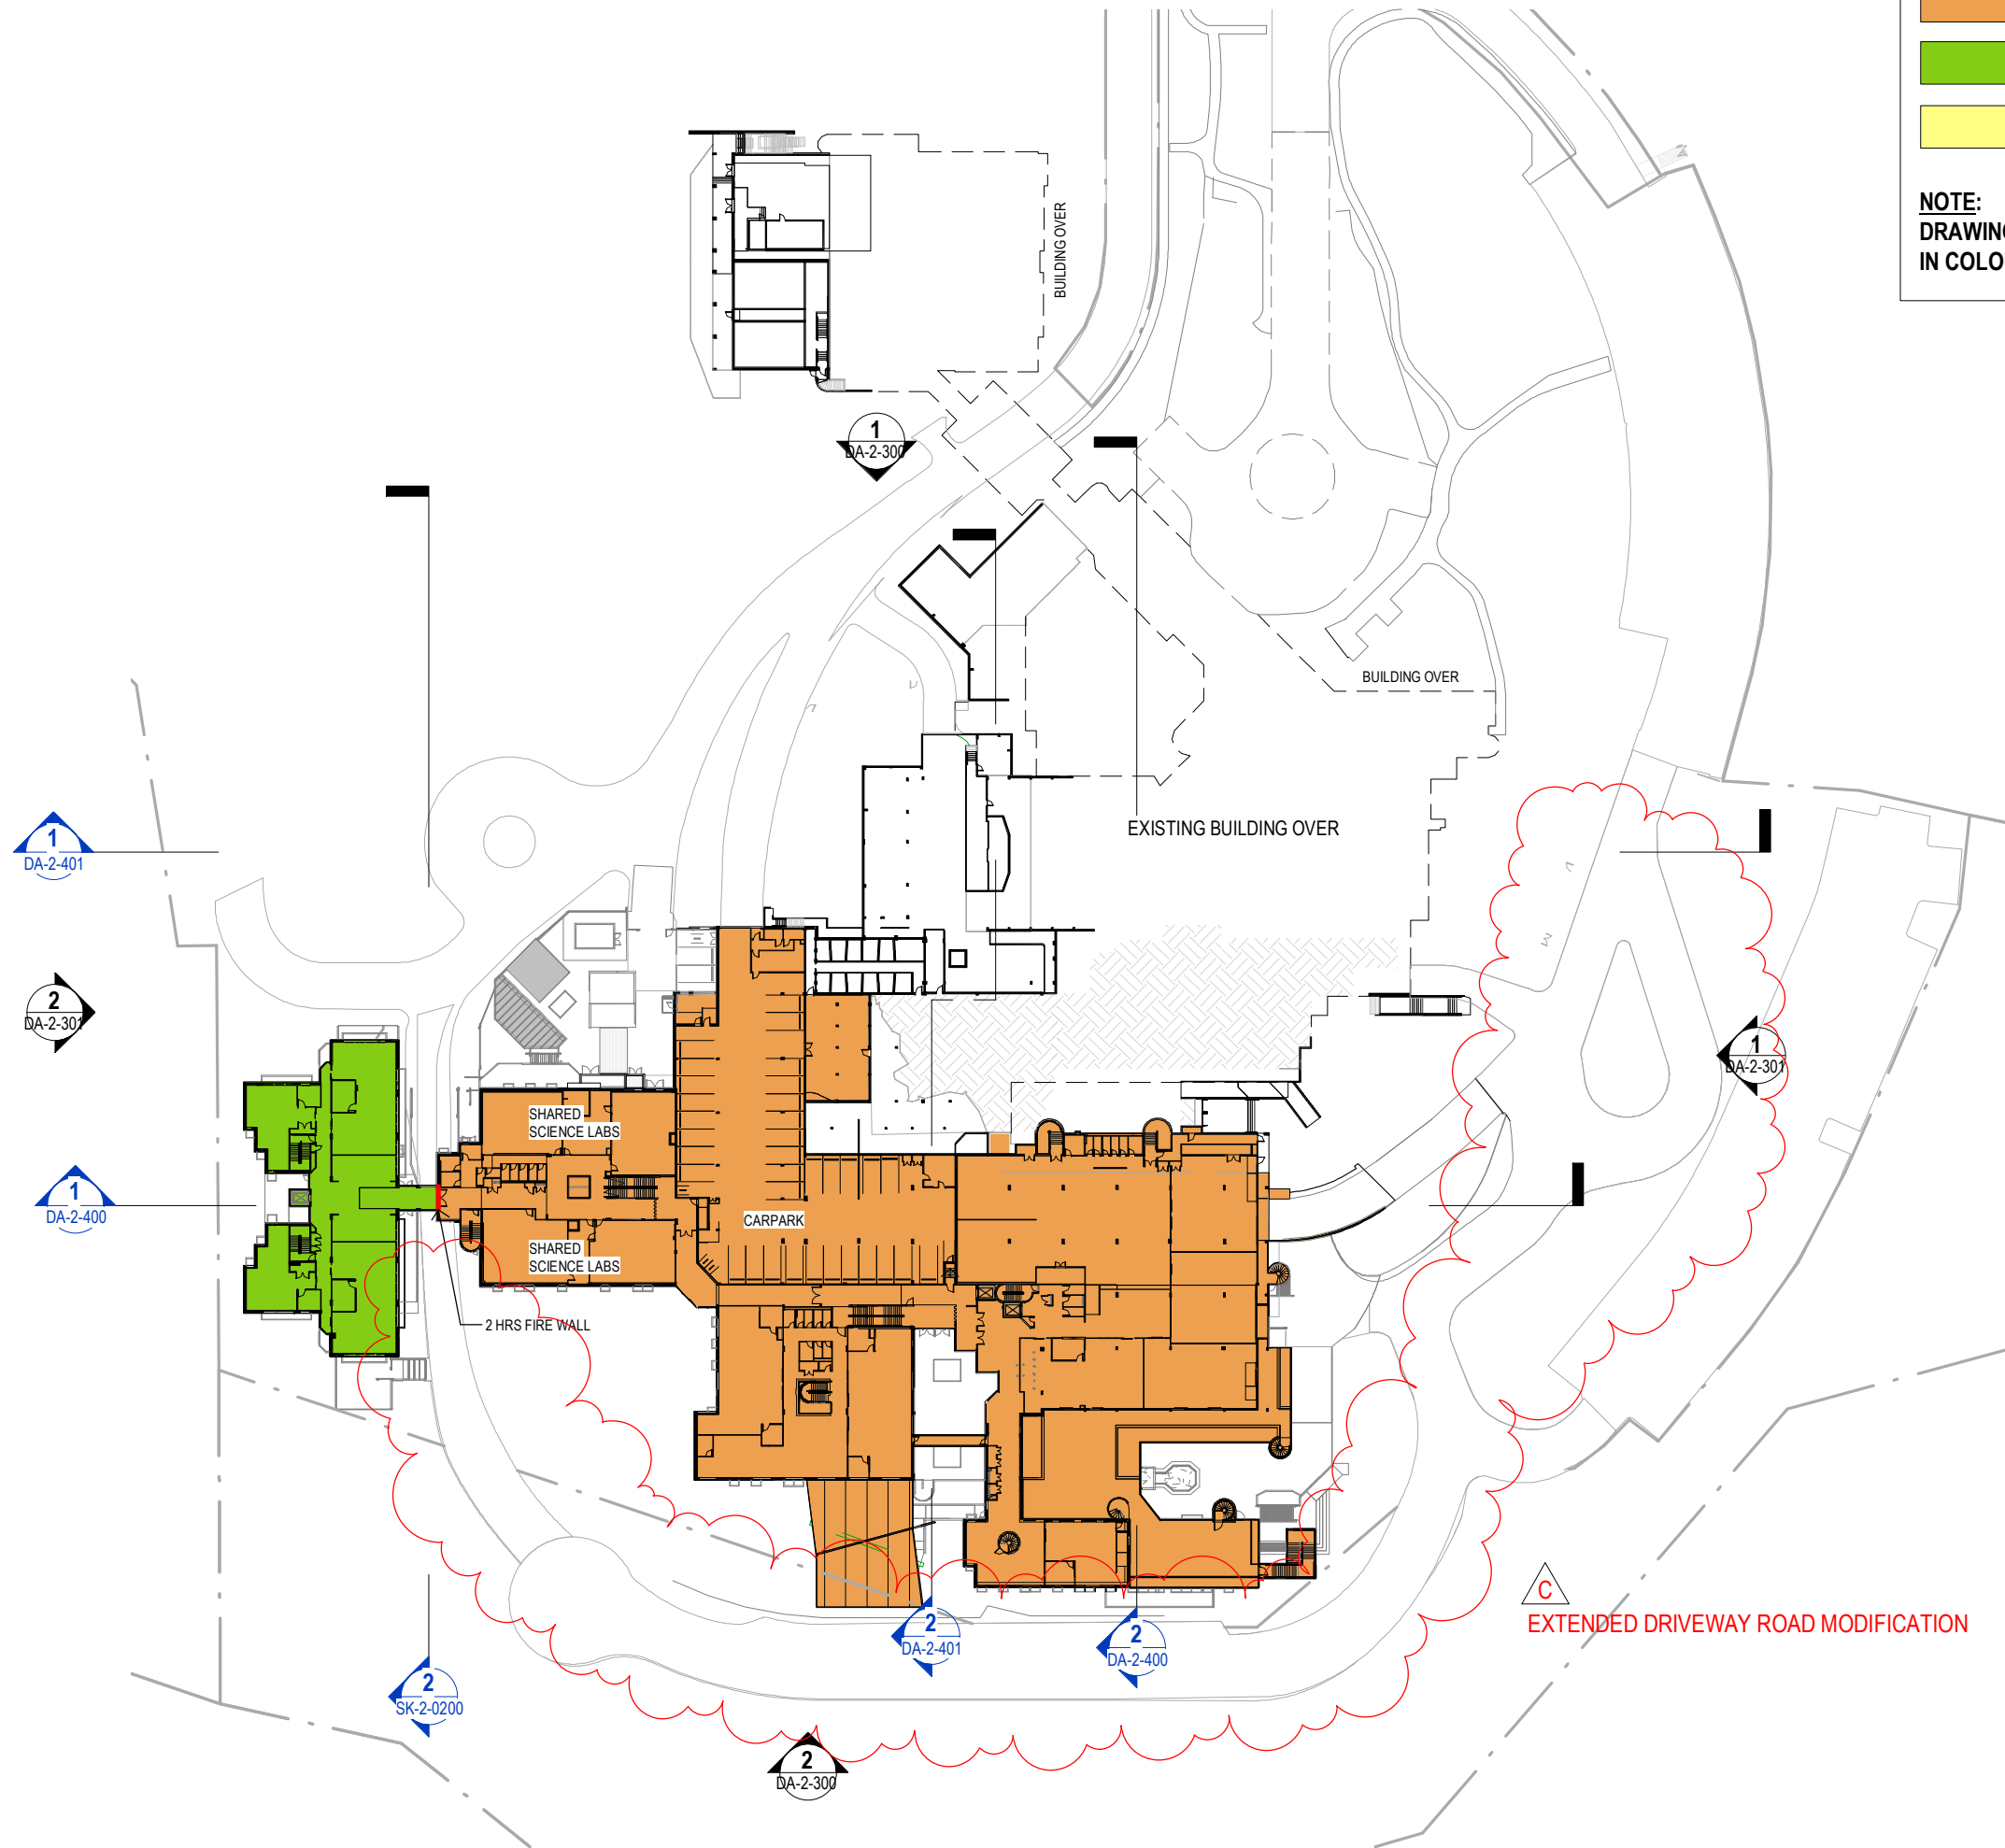 NOTE:
DRAWING
IN COLO
BUILDING OVER
1
DA-2-300
BUILDING OVER
EXISTING BUILDING OVER
1
DA-2-401
2
DA-2-301
1
DA-2-301
SHARED
SCIENCE LABS
1
DA-2-400
CARPARK
SHARED
SCIENCE LABS
2 HRS FIRE WALL
C
EXTENDED DRIVEWAY ROAD MODIFICATION
2
DA-2-401
2
DA-2-400
2
SK-2-0200
2
DA-2-300